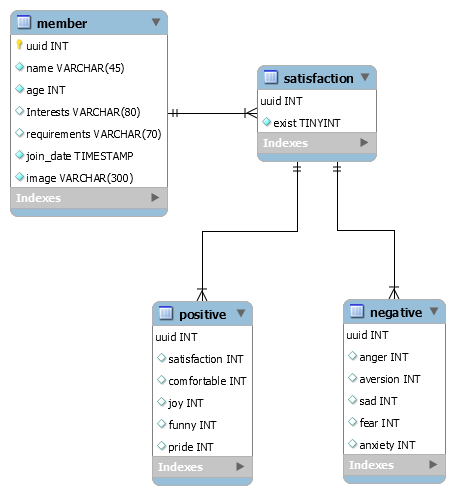 member
uuid INT
name VARCHAR(45)
age INT
Interests VARCHAR(80)
requirements VARCHAR(70)
join_date TIMESTAMP
image VARCHAR(300)
Indexes
satisfaction
uuid INT
exist TINYINT
Indexes
positive
uuid INT
satisfaction INT
comfortable INT
joy INT
funny INT
pride INT
Indexes
negative
uuid INT
anger INT
aversion INT
sad INT
fear INT
anxiety INT
Indexes